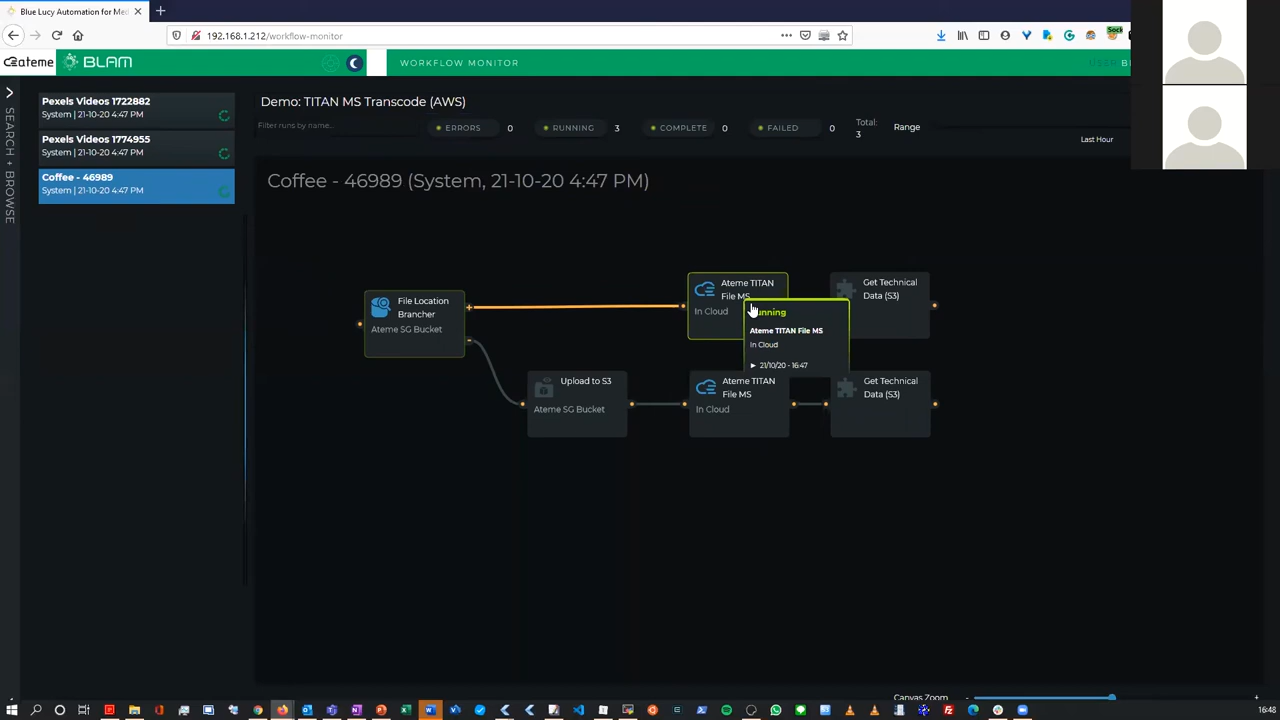 Blue Lucy Automation for Med
192.168.1.212/workflow-monitor
ateme
BLAM
WORKFLOW MONITOR
USER
SEARCH + BROWSE
Pexels Videos 1722882
System | 21-10-20 4:47 PM
Pexels Videos 1774955
System | 21-10-20 4:47 PM
Coffee - 46989
System | 21-10-20 4:47 PM
Demo: TITAN MS Transcode (AWS)
Filter runs by name...
ERRORS 0
RUNNING 3
COMPLETE 0
FAILED 0
Total:
3
Range
Last Hour
Coffee - 46989 (System, 21-10-20 4:47 PM)
File Location
Brancher
Ateme SG Bucket
Ateme TITAN
File MS
In Cloud
Get Technical
Data (S3)
unning
Ateme TITAN File MS
In Cloud
21/10/20 - 16:47
Upload to S3
Ateme SG Bucket
Ateme TITAN
File MS
In Cloud
Get Technical
Data (S3)
Canvas Zoom
- +
16:48